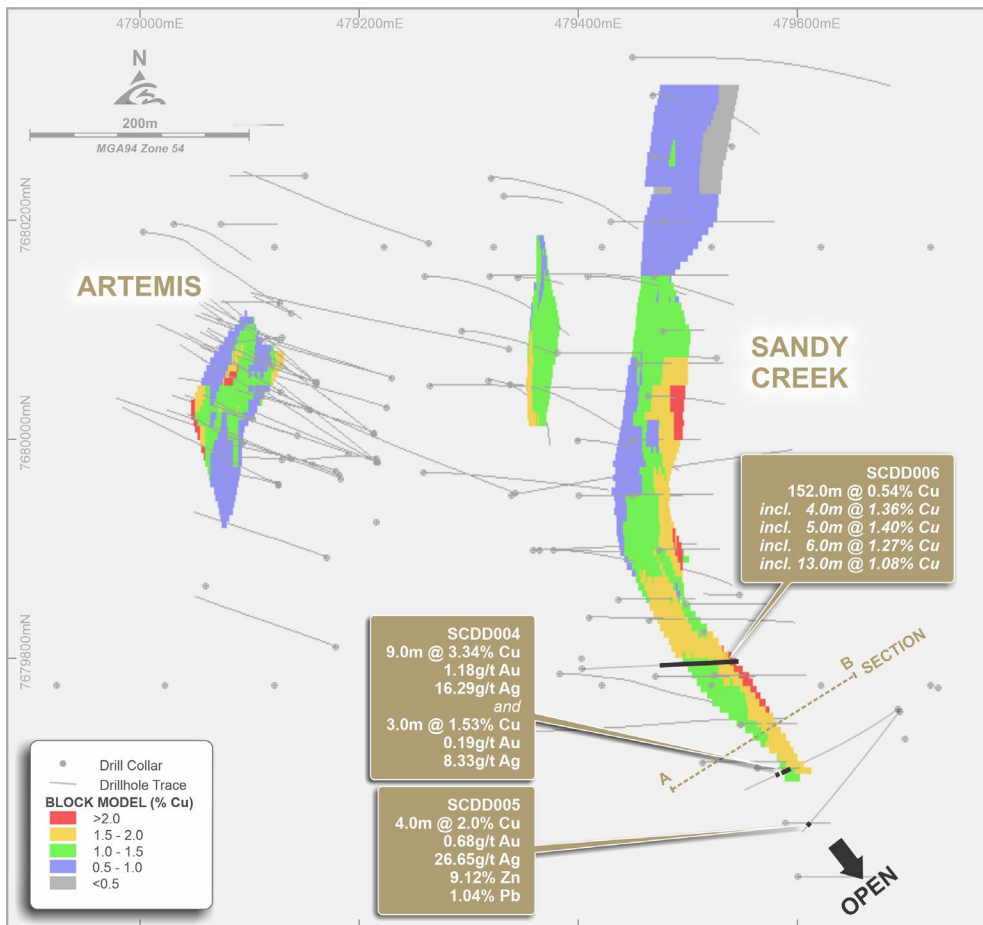 479000mE
479200mE
479400mE
479600mE
N
200m
MGA94 Zone 54
7680200mN
7680000mN
7679800mN
ARTEMIS
SANDY
CREEK
SCDD006
152.0m @ 0.54% Cu
incl. 4.0m @ 1.36% Cu
incl. 5.0m @ 1.40% Cu
incl. 6.0m @ 1.27% Cu
incl. 13.0m @ 1.08% Cu
SCDD004
9.0m @ 3.34% Cu
1.18g/t Au
16.29g/t Ag
and
3.0m @ 1.53% Cu
0.19g/t Au
8.33g/t Ag
A
B
SECTION
SCDD005
4.0m @ 2.0% Cu
0.68g/t Au
26.65g/t Ag
9.12% Zn
1.04% Pb
OPEN
Drill Collar
Drillhole Trace
BLOCK MODEL (% Cu)
>2.0
1.5 - 2.0
1.0 - 1.5
0.5 - 1.0
<0.5